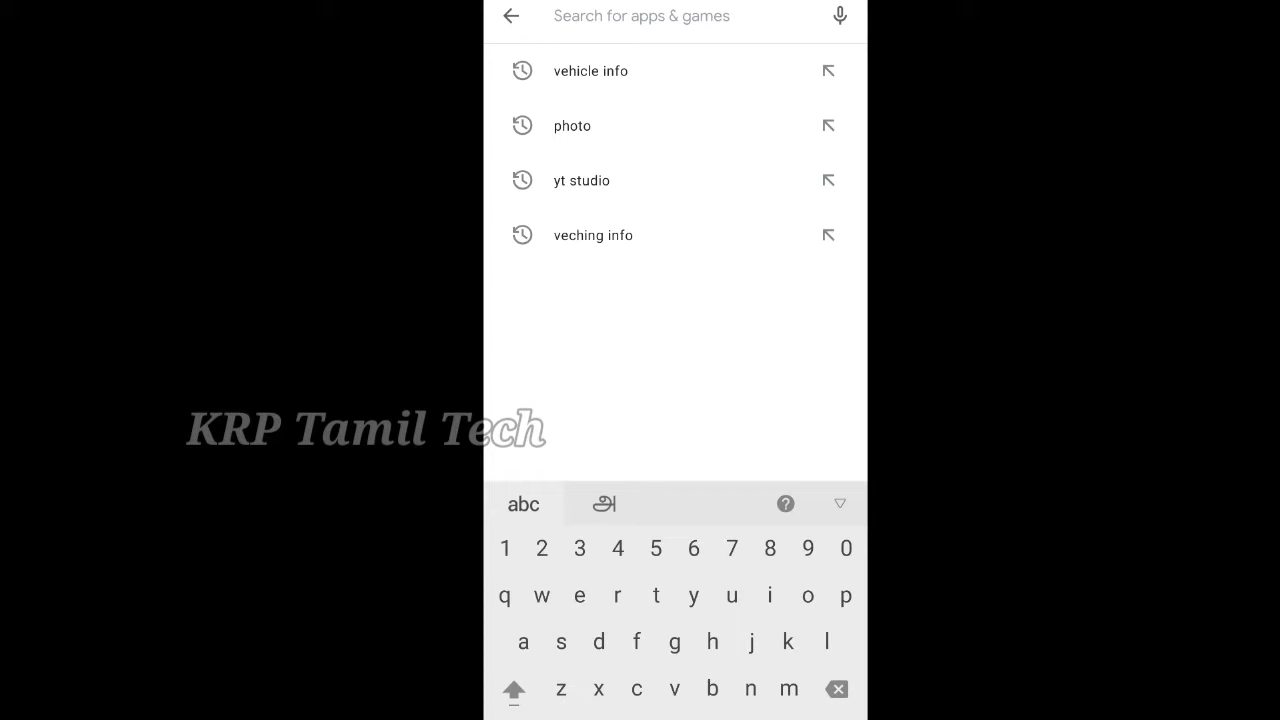 Search for apps & games
vehicle info
photo
yt studio
veching info
KRP Tamil Tech
abc அ
1 2 3 4 5 6 7 8 9 0
q w e r t y u i o p
a s d f g h j k l
z x c v b n m